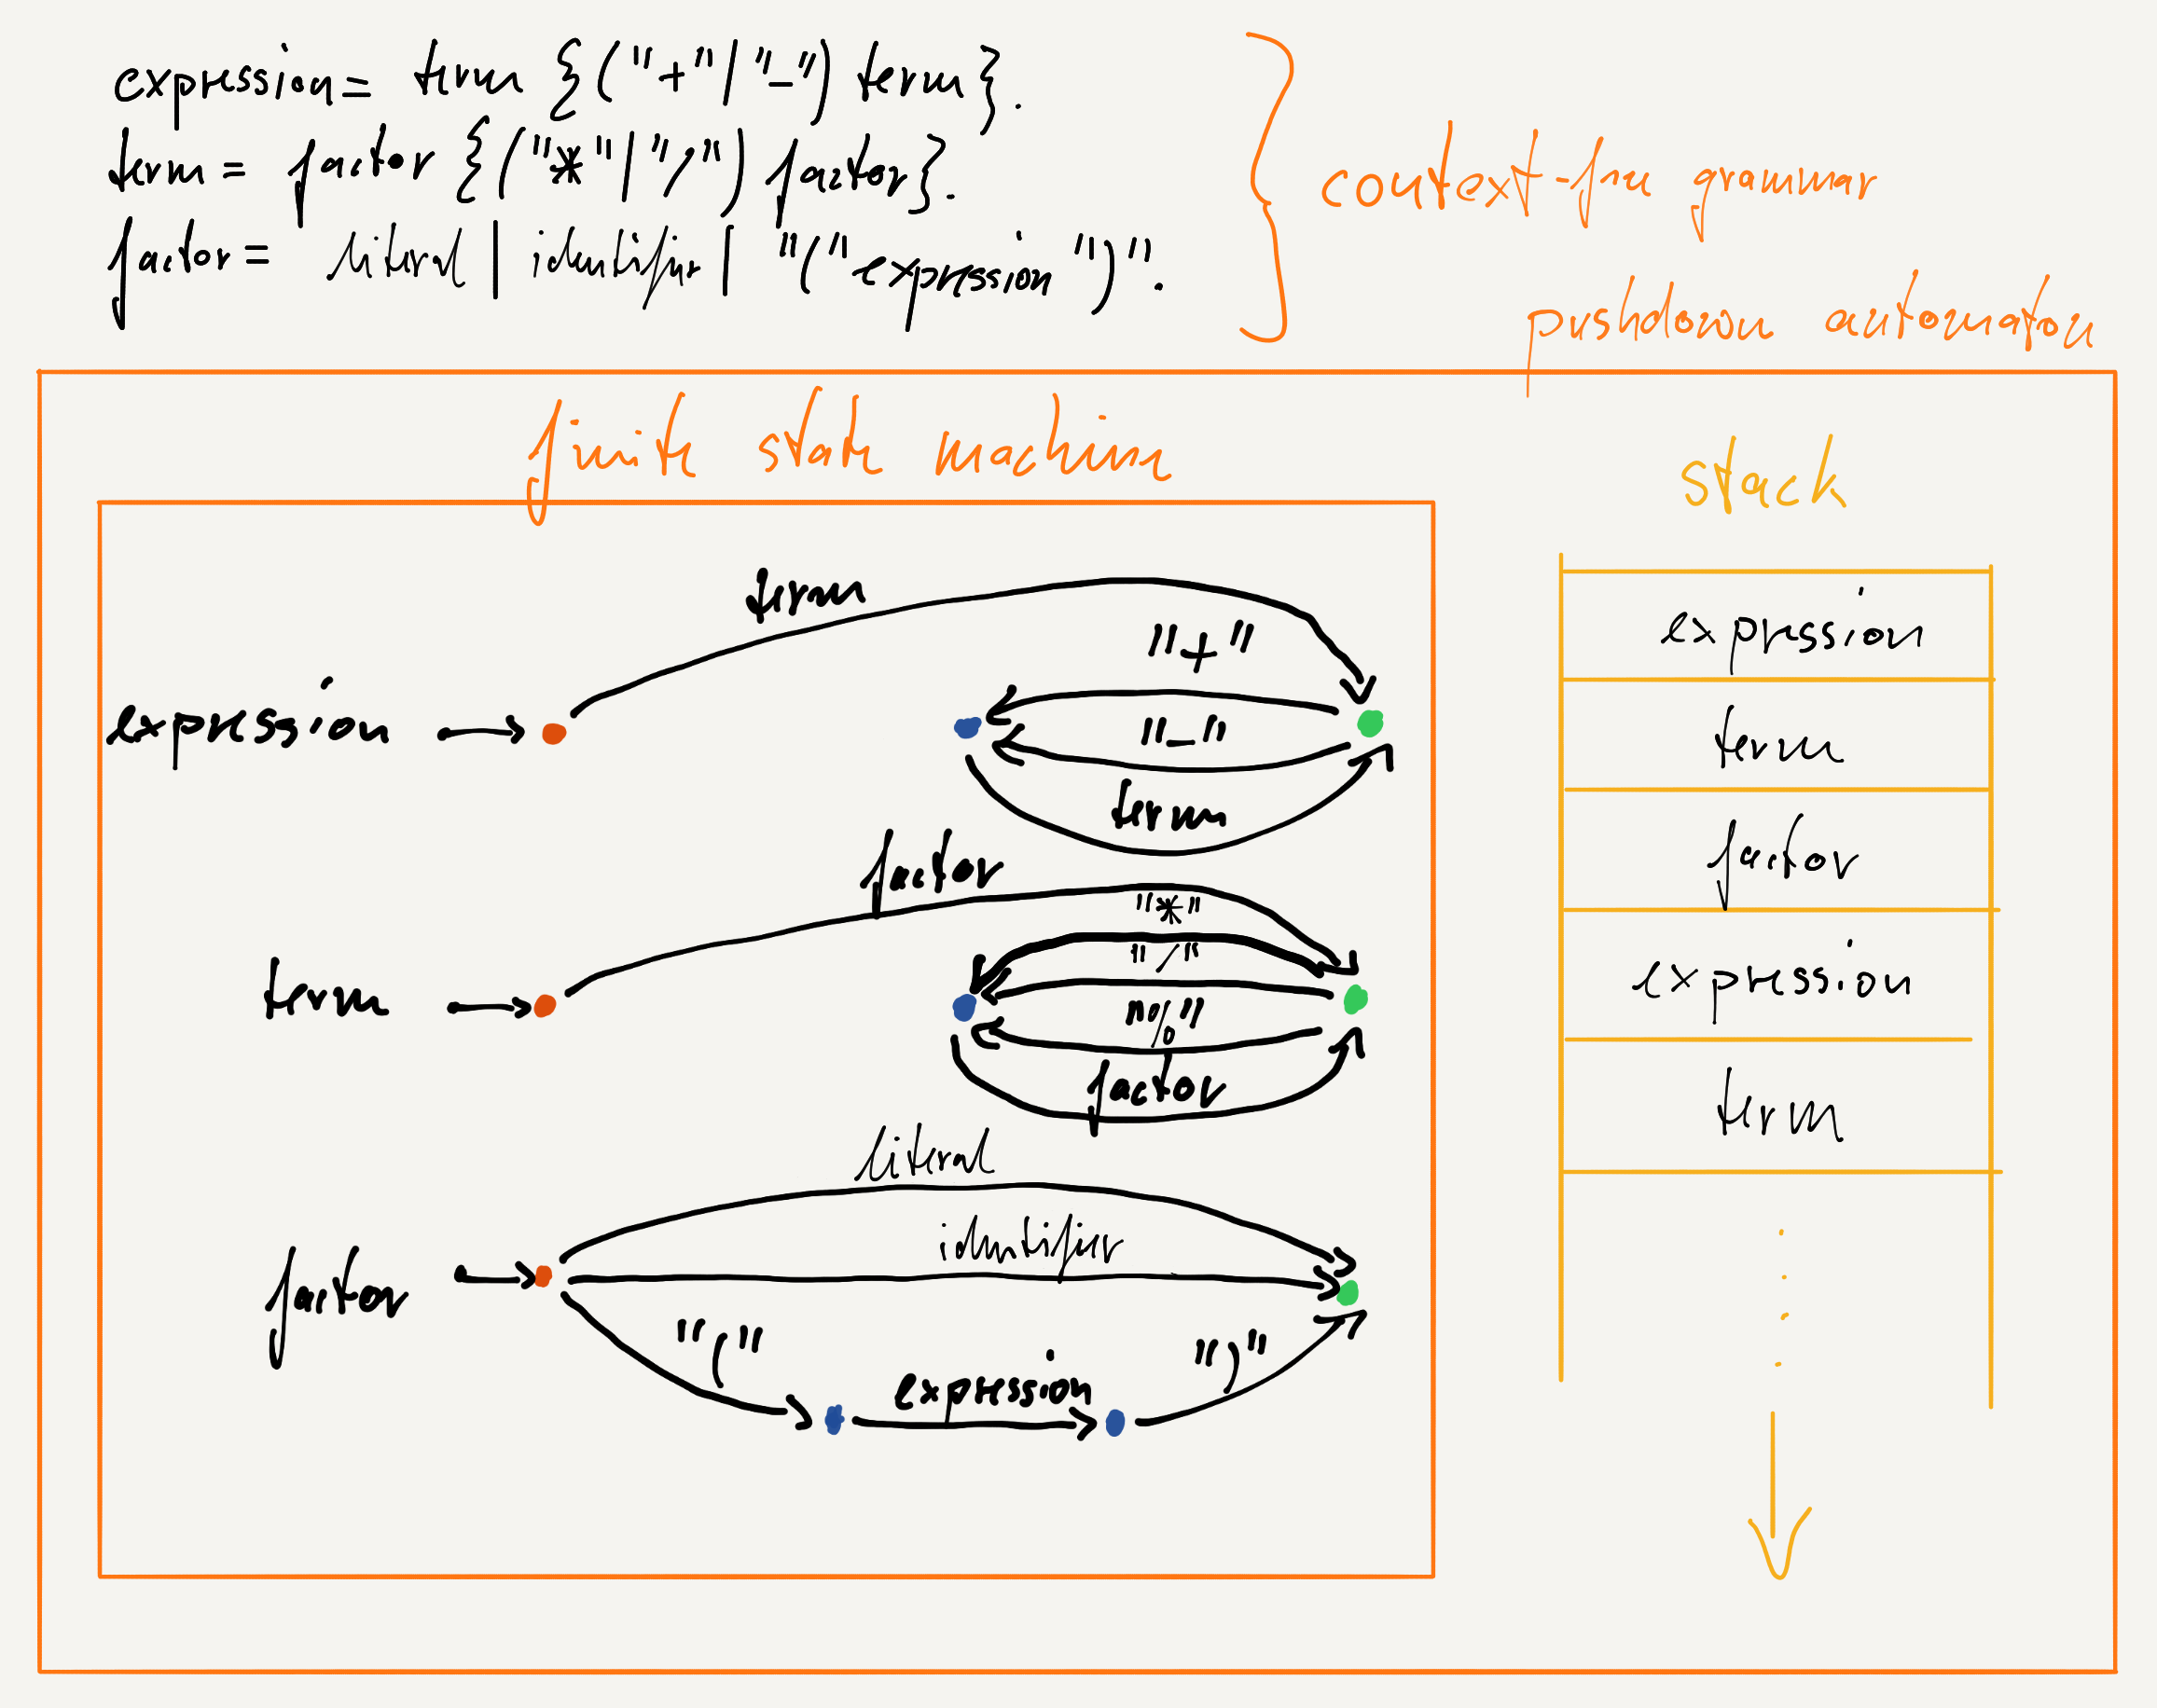 expression = term {("+" | "-") term}.
term = factor {("*" | "/") factor}.
factor = literal | identifier | "(" expression ")".
context-free grammar
pushdown automaton
finite state machine
stack
term
"+"
expression
"-"
term
factor
"*"
"/"
term
"%"
factor
literal
identifier
factor
"("
expression
")"
expression
term
factor
expression
term